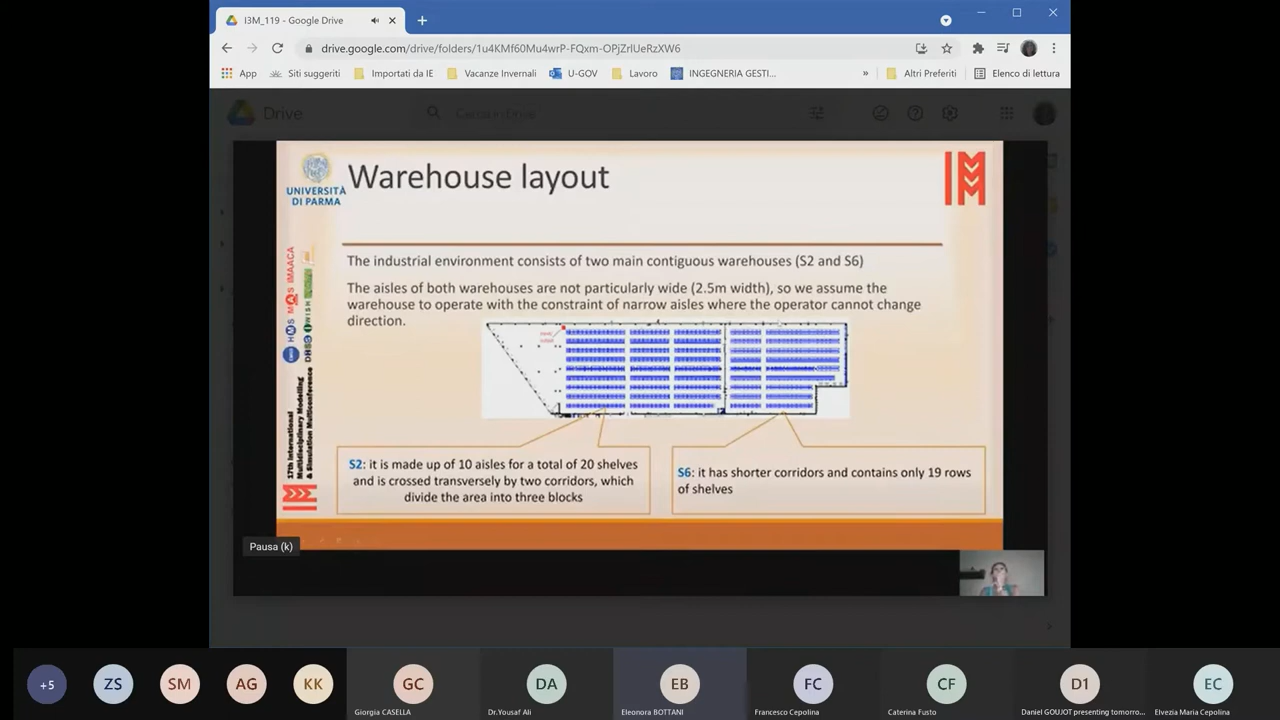 I3M_119 - Google Drive
drive.google.com/drive/folders/1u4KMf60Mu4wrP-FQxm-OPjZrlUeRzXW6
App
Siti suggeriti
Importati da IE
Vacanze Invernali
U-GOV
Lavoro
INGEGNERIA GESTI...
»
Altri Preferiti
Elenco di lettura
Drive
Cerca in Drive
UNIVERSITÀ
DI PARMA
Warehouse layout
The industrial environment consists of two main contiguous warehouses (S2 and S6)
The aisles of both warehouses are not particularly wide (2.5m width), so we assume the
warehouse to operate with the constraint of narrow aisles where the operator cannot change
direction.
17th International
Multidisciplinary Modelling
& Simulation Multiconference
S2: it is made up of 10 aisles for a total of 20 shelves
and is crossed transversely by two corridors, which
divide the area into three blocks
S6: it has shorter corridors and contains only 19 rows
of shelves
Pausa (k)
+5
ZS
SM
AG
KK
GC
Giorgia CASELLA
DA
Dr.Yousaf Ali
EB
Eleonora BOTTANI
FC
Francesco Cepolina
CF
Caterina Fusto
D1
Daniel GOUJOT presenting tomorro...
EC
Elvezia Maria Cepolina